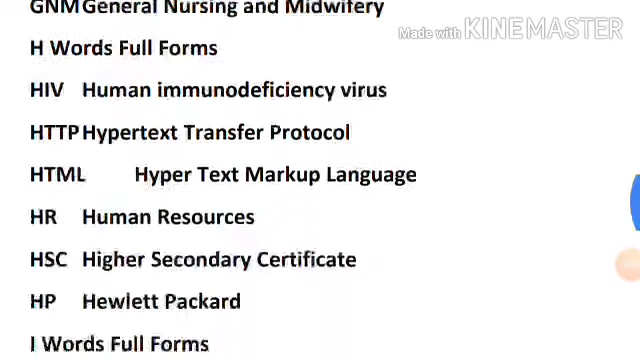 GNM General Nursing and Midwifery
Made with KINEMASTER
H Words Full Forms
HIV Human immunodeficiency virus
HTTP Hypertext Transfer Protocol
HTML Hyper Text Markup Language
HR Human Resources
HSC Higher Secondary Certificate
HP Hewlett Packard
I Words Full Forms